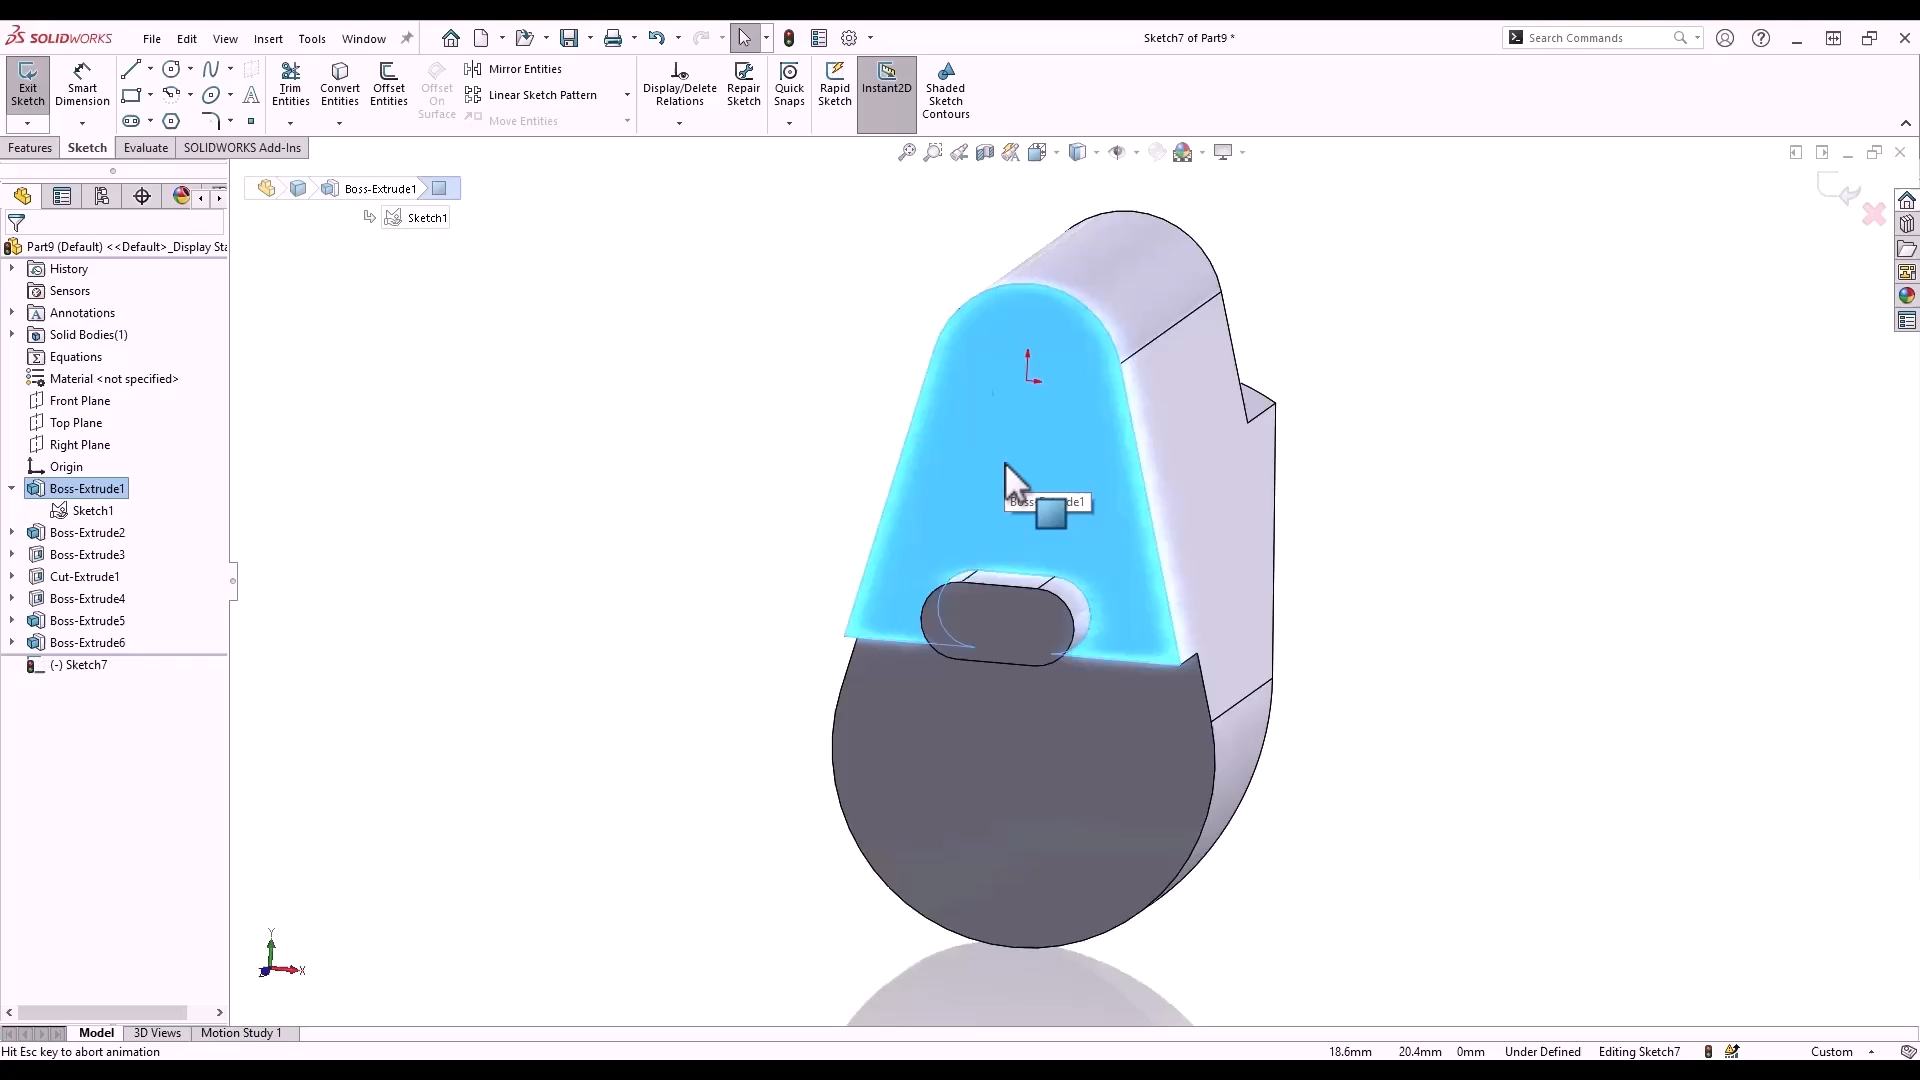 SOLIDWORKS
File Edit View Insert Tools Window
Sketch7 of Part9 *
Search Commands
Exit Sketch
Smart Dimension
Trim Entities
Convert Entities
Offset Entities
Offset On Surface
Mirror Entities
Linear Sketch Pattern
Move Entities
Display/Delete Relations
Repair Sketch
Quick Snaps
Rapid Sketch
Instant2D
Shaded Sketch Contours
Features Sketch Evaluate SOLIDWORKS Add-Ins
Boss-Extrude1
Sketch1
Part9 (Default) <<Default>_Display Sta
History
Sensors
Annotations
Solid Bodies(1)
Equations
Material <not specified>
Front Plane
Top Plane
Right Plane
Origin
Boss-Extrude1
Sketch1
Boss-Extrude2
Boss-Extrude3
Cut-Extrude1
Boss-Extrude4
Boss-Extrude5
Boss-Extrude6
(-) Sketch7
Y
X
Z
Model 3D Views Motion Study 1
Hit Esc key to abort animation
18.6mm 20.4mm 0mm Under Defined Editing Sketch7 Custom